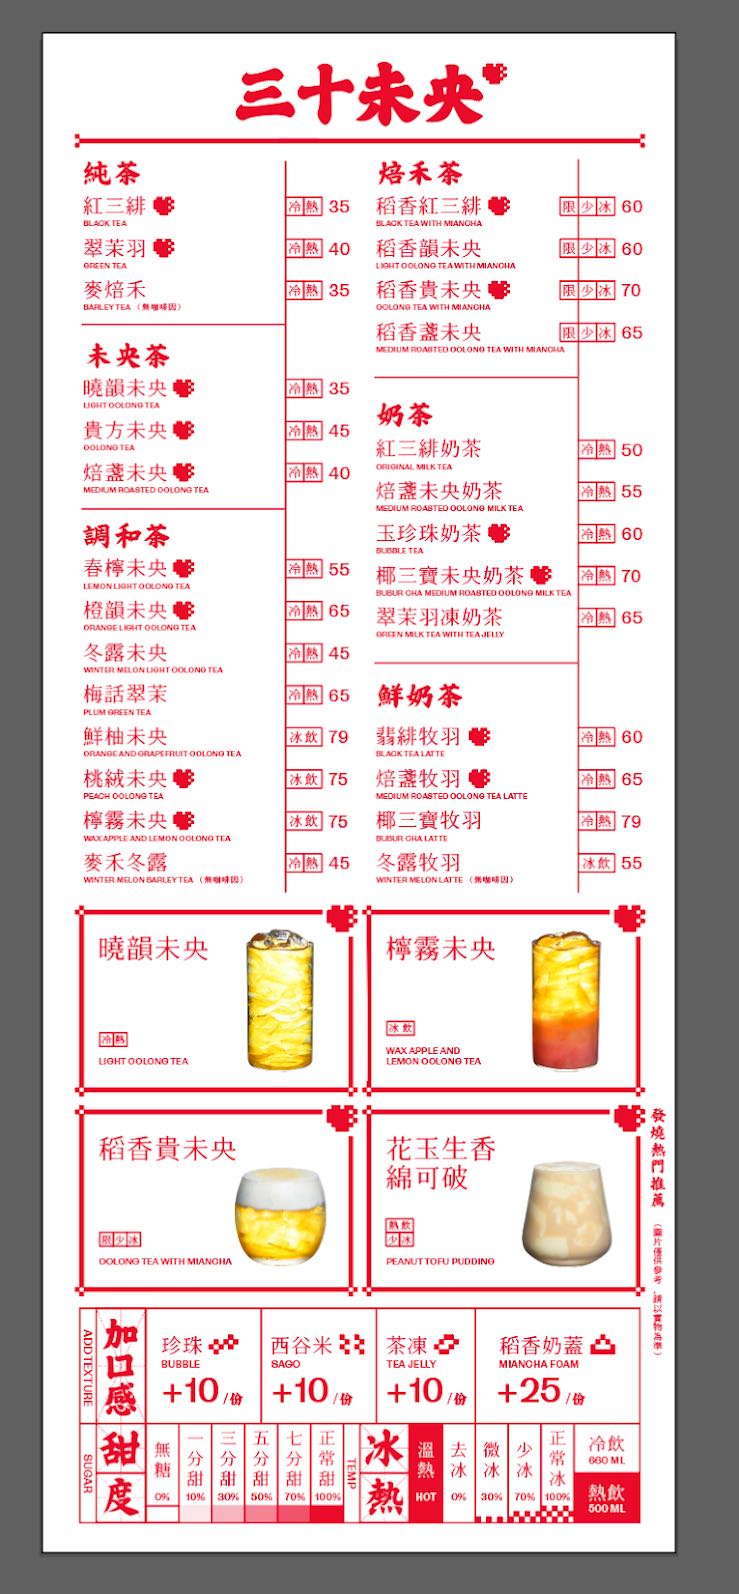 三十未央
純茶
紅三緋 冷熱 35
BLACK TEA
翠茉羽 冷熱 40
GREEN TEA
麥焙禾 冷熱 35
BARLEY TEA （無咖啡因）
未央茶
曉韻未央 冷熱 35
LIGHT OOLONG TEA
貴方未央 冷熱 45
OOLONG TEA
焙盞未央 冷熱 40
MEDIUM ROASTED OOLONG TEA
調和茶
春檸未央 冷熱 55
LEMON LIGHT OOLONG TEA
橙韻未央 冷熱 65
ORANGE LIGHT OOLONG TEA
冬露未央 冷熱 45
WINTER MELON LIGHT OOLONG TEA
梅話翠茉 冷熱 65
PLUM GREEN TEA
鮮柚未央 冰飲 79
ORANGE AND GRAPEFRUIT OOLONG TEA
桃絨未央 冰飲 75
PEACH OOLONG TEA
檸霧未央 冰飲 75
WAX APPLE AND LEMON OOLONG TEA
麥禾冬露 冷熱 45
WINTER MELON BARLEY TEA （無咖啡因）
焙禾茶
稻香紅三緋 限少冰 60
BLACK TEA WITH MIANCHA
稻香韻未央 限少冰 60
LIGHT OOLONG TEA WITH MIANCHA
稻香貴未央 限少冰 70
OOLONG TEA WITH MIANCHA
稻香盞未央 限少冰 65
MEDIUM ROASTED OOLONG TEA WITH MIANCHA
奶茶
紅三緋奶茶 冷熱 50
ORIGINAL MILK TEA
焙盞未央奶茶 冷熱 55
MEDIUM ROASTED OOLONG MILK TEA
玉珍珠奶茶 冷熱 60
BUBBLE TEA
椰三寶未央奶茶 冷熱 70
BUBUR CHA MEDIUM ROASTED OOLONG MILK TEA
翠茉羽凍奶茶 冷熱 65
GREEN MILK TEA WITH TEA JELLY
鮮奶茶
翡緋牧羽 冷熱 60
BLACK TEA LATTE
焙盞牧羽 冷熱 65
MEDIUM ROASTED OOLONG TEA LATTE
椰三寶牧羽 冷熱 79
BUBUR CHA LATTE
冬露牧羽 冰飲 55
WINTER MELON LATTE （無咖啡因）
曉韻未央
冷熱
LIGHT OOLONG TEA
檸霧未央
冰飲
WAX APPLE AND
LEMON OOLONG TEA
稻香貴未央
限少冰
OOLONG TEA WITH MIANCHA
花玉生香
綿可破
熱飲
少冰
PEANUT TOFU PUDDING
發燒熱門推薦
（圖片僅供參考，請以實物為準）
加口感
ADD TEXTURE
珍珠
BUBBLE
+10 /份
西谷米
SAGO
+10 /份
茶凍
TEA JELLY
+10 /份
稻香奶蓋
MIANCHA FOAM
+25 /份
甜度
SUGAR
無糖 0%
一分甜 10%
三分甜 30%
五分甜 50%
七分甜 70%
正常甜 100%
TEMP
冰熱
溫熱 HOT
去冰 0%
微冰 30%
少冰 70%
正常冰 100%
冷飲
660 ML
熱飲
500 ML